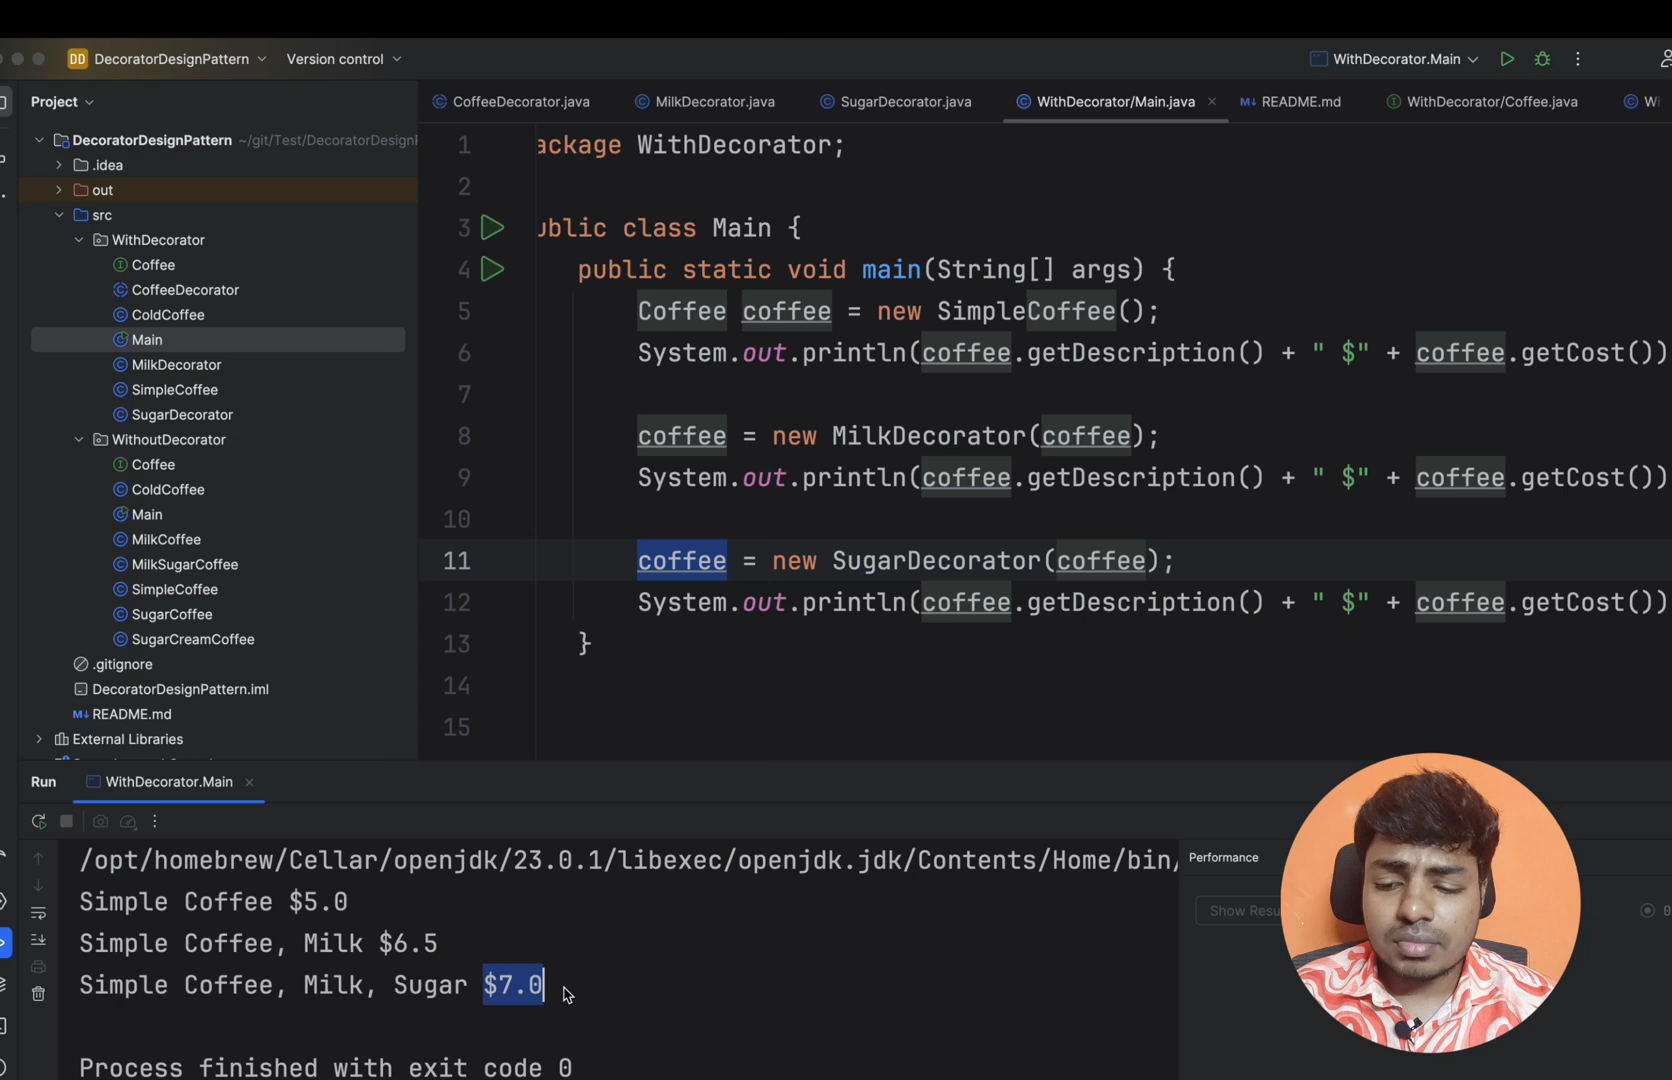 DD DecoratorDesignPattern Version control WithDecorator.Main
Project
CoffeeDecorator.java MilkDecorator.java SugarDecorator.java WithDecorator/Main.java README.md WithDecorator/Coffee.java Wi
DecoratorDesignPattern ~/git/Test/DecoratorDesignP
.idea
out
src
WithDecorator
Coffee
CoffeeDecorator
ColdCoffee
Main
MilkDecorator
SimpleCoffee
SugarDecorator
WithoutDecorator
Coffee
ColdCoffee
Main
MilkCoffee
MilkSugarCoffee
SimpleCoffee
SugarCoffee
SugarCreamCoffee
.gitignore
DecoratorDesignPattern.iml
README.md
External Libraries
1 ackage WithDecorator;
2
3 ublic class Main {
4 public static void main(String[] args) {
5 Coffee coffee = new SimpleCoffee();
6 System.out.println(coffee.getDescription() + " $" + coffee.getCost())
7
8 coffee = new MilkDecorator(coffee);
9 System.out.println(coffee.getDescription() + " $" + coffee.getCost())
10
11 coffee = new SugarDecorator(coffee);
12 System.out.println(coffee.getDescription() + " $" + coffee.getCost())
13 }
14
15
Run WithDecorator.Main
/opt/homebrew/Cellar/openjdk/23.0.1/libexec/openjdk.jdk/Contents/Home/bin/
Simple Coffee $5.0
Simple Coffee, Milk $6.5
Simple Coffee, Milk, Sugar $7.0
Process finished with exit code 0
Performance
Show Resu